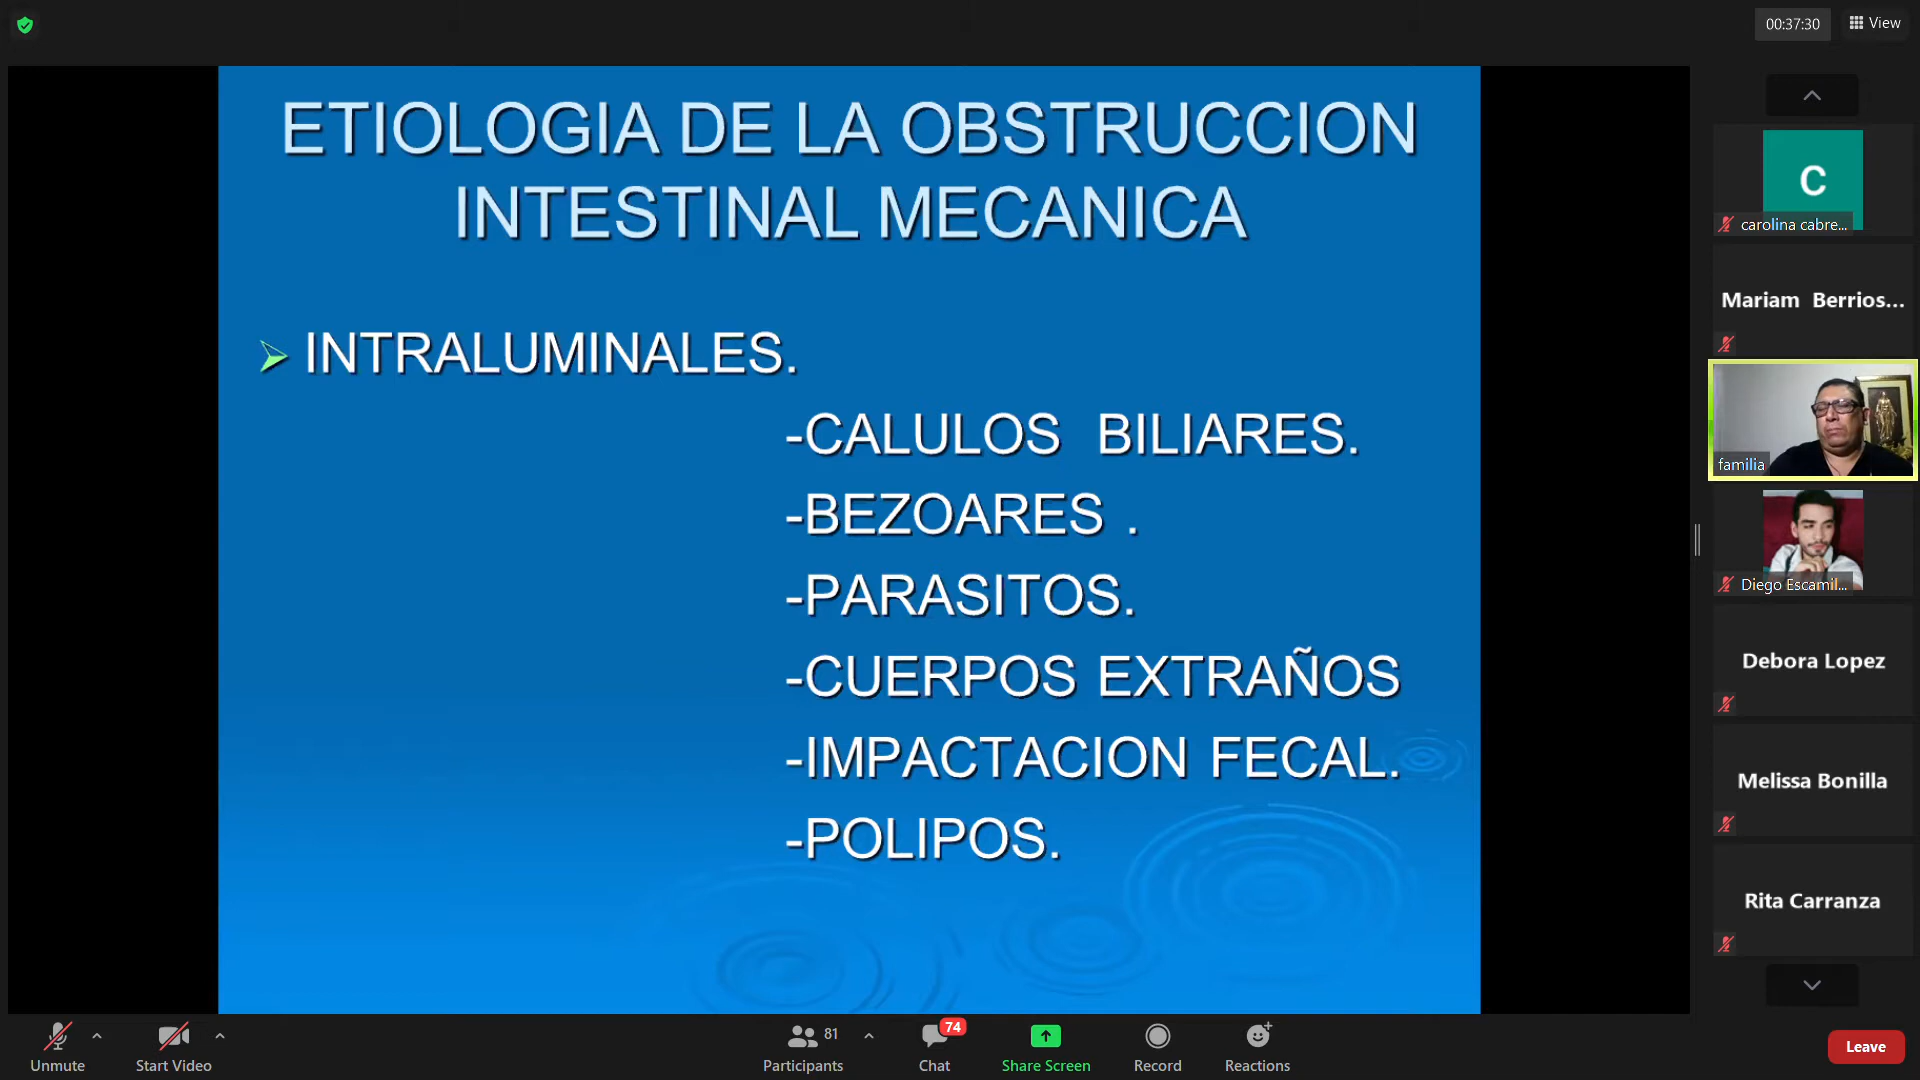 00:37:30
View
ETIOLOGIA DE LA OBSTRUCCION
INTESTINAL MECANICA
INTRALUMINALES.
-CALULOS BILIARES.
-BEZOARES .
-PARASITOS.
-CUERPOS EXTRAÑOS
-IMPACTACION FECAL.
-POLIPOS.
C
carolina cabre...
Mariam Berrios...
familia
Diego Escamil...
Debora Lopez
Melissa Bonilla
Rita Carranza
Unmute
Start Video
81
Participants
74
Chat
Share Screen
Record
Reactions
Leave